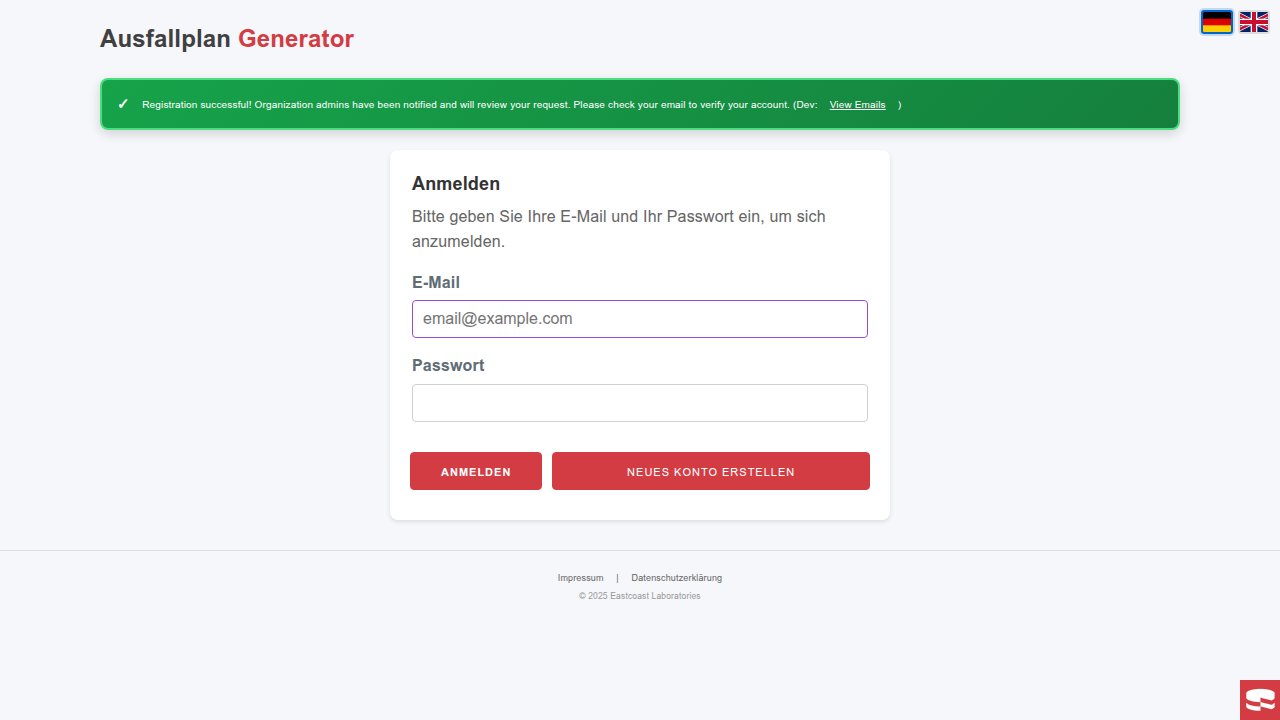 Ausfallplan Generator
✓ Registration successful! Organization admins have been notified and will review your request. Please check your email to verify your account. (Dev: View Emails )
Anmelden
Bitte geben Sie Ihre E-Mail und Ihr Passwort ein, um sich
anzumelden.
E-Mail
email@example.com
Passwort
ANMELDEN NEUES KONTO ERSTELLEN
Impressum | Datenschutzerklärung
© 2025 Eastcoast Laboratories